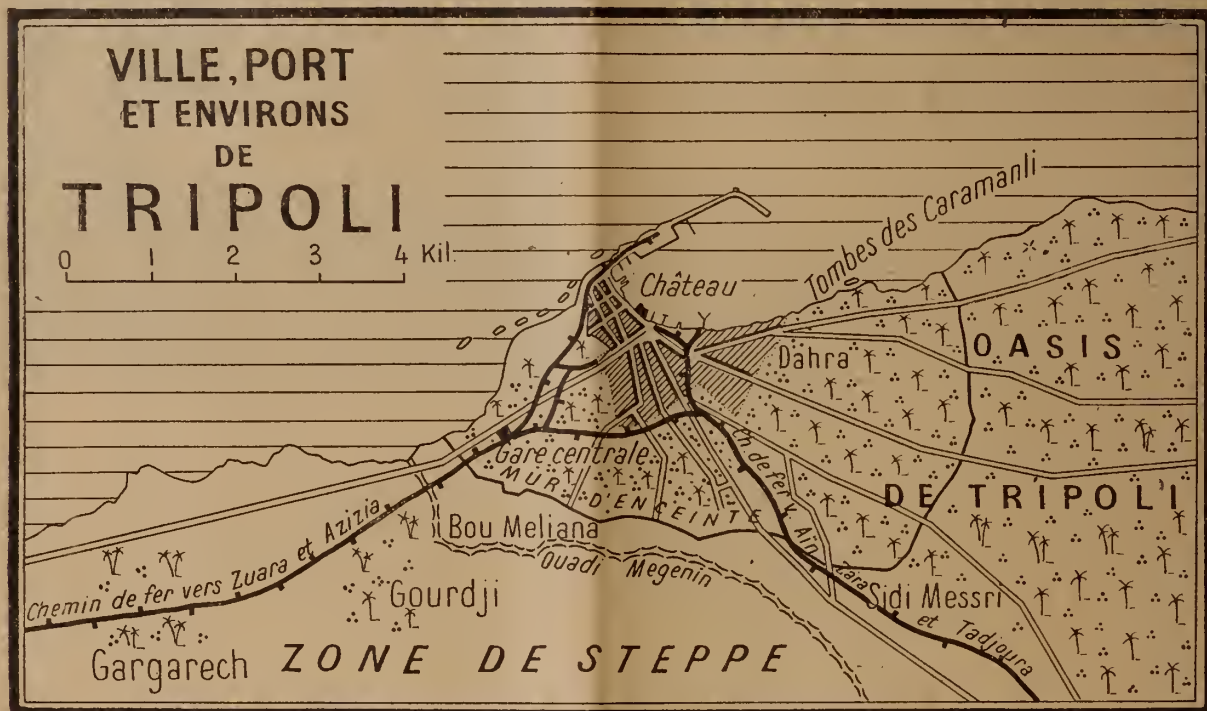 VILLE, PORT
ET ENVIRONS
DE
TRIPOLI
0 1 2 3 4 Kil.
Tombes des Caramanli
Château
Dahra
OASIS
DE TRIPOLI
Gare centrale
MUR D'ENCEINTE
Ch. de fer v. Aïn Zara et Tadjoura
Bou Meliana
Ouadi Megenin
Chemin de fer vers Zuara et Azizia
Gourdji
Sidi Messri
Gargarech
ZONE DE STEPPE